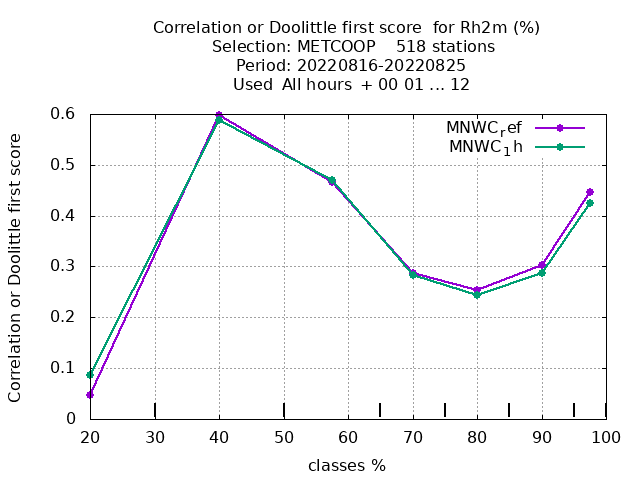 Correlation or Doolittle first score  for Rh2m (%)
Selection: METCOOP    518 stations
Period: 20220816-20220825
Used  All hours  + 00 01 ... 12
MNWC_ref
MNWC_1h
Correlation or Doolittle first score
0.6
0.5
0.4
0.3
0.2
0.1
0
20 30 40 50 60 70 80 90 100
classes %